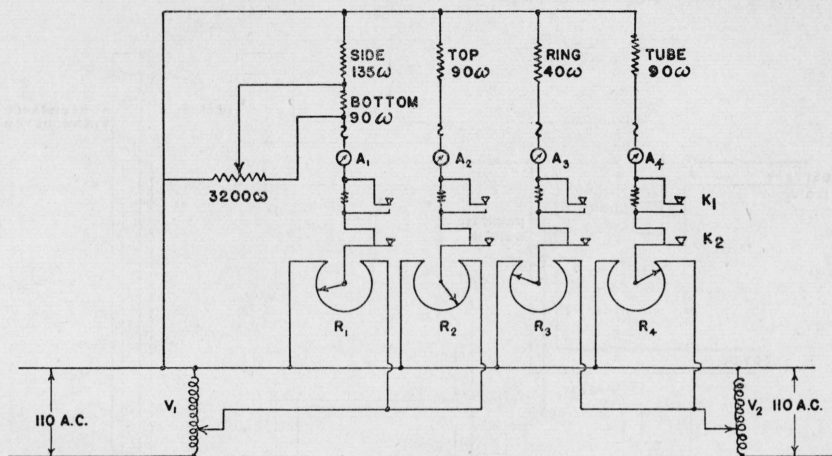 SIDE
135ω
TOP
90ω
RING
40ω
TUBE
90ω
BOTTOM
90ω
A₁
A₂
A₃
A₄
3200ω
K₁
K₂
R₁
R₂
R₃
R₄
110 A.C.
V₁
V₂
110 A.C.